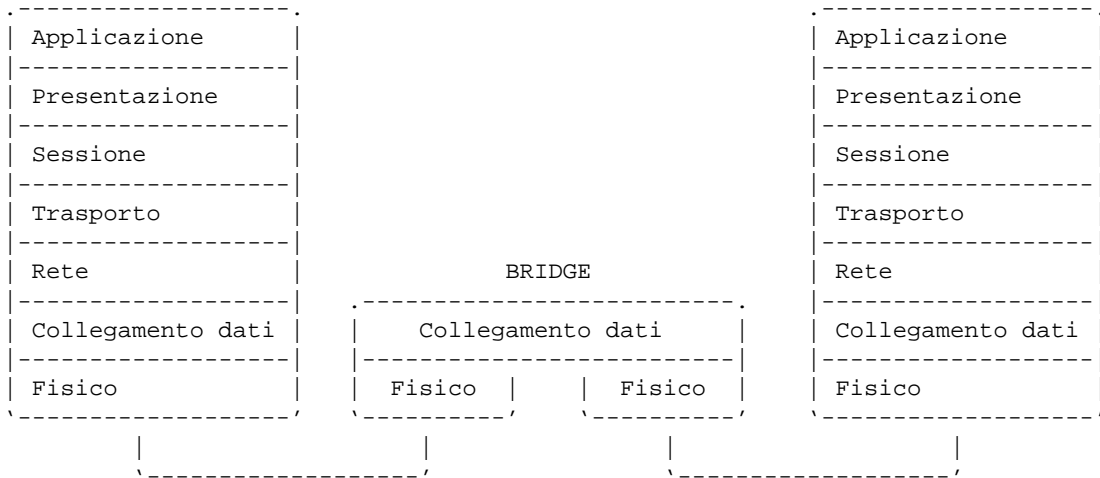 Applicazione Applicazione
Presentazione Presentazione
Sessione Sessione
Trasporto Trasporto
Rete BRIDGE Rete
Collegamento dati Collegamento dati Collegamento dati
Fisico Fisico Fisico Fisico